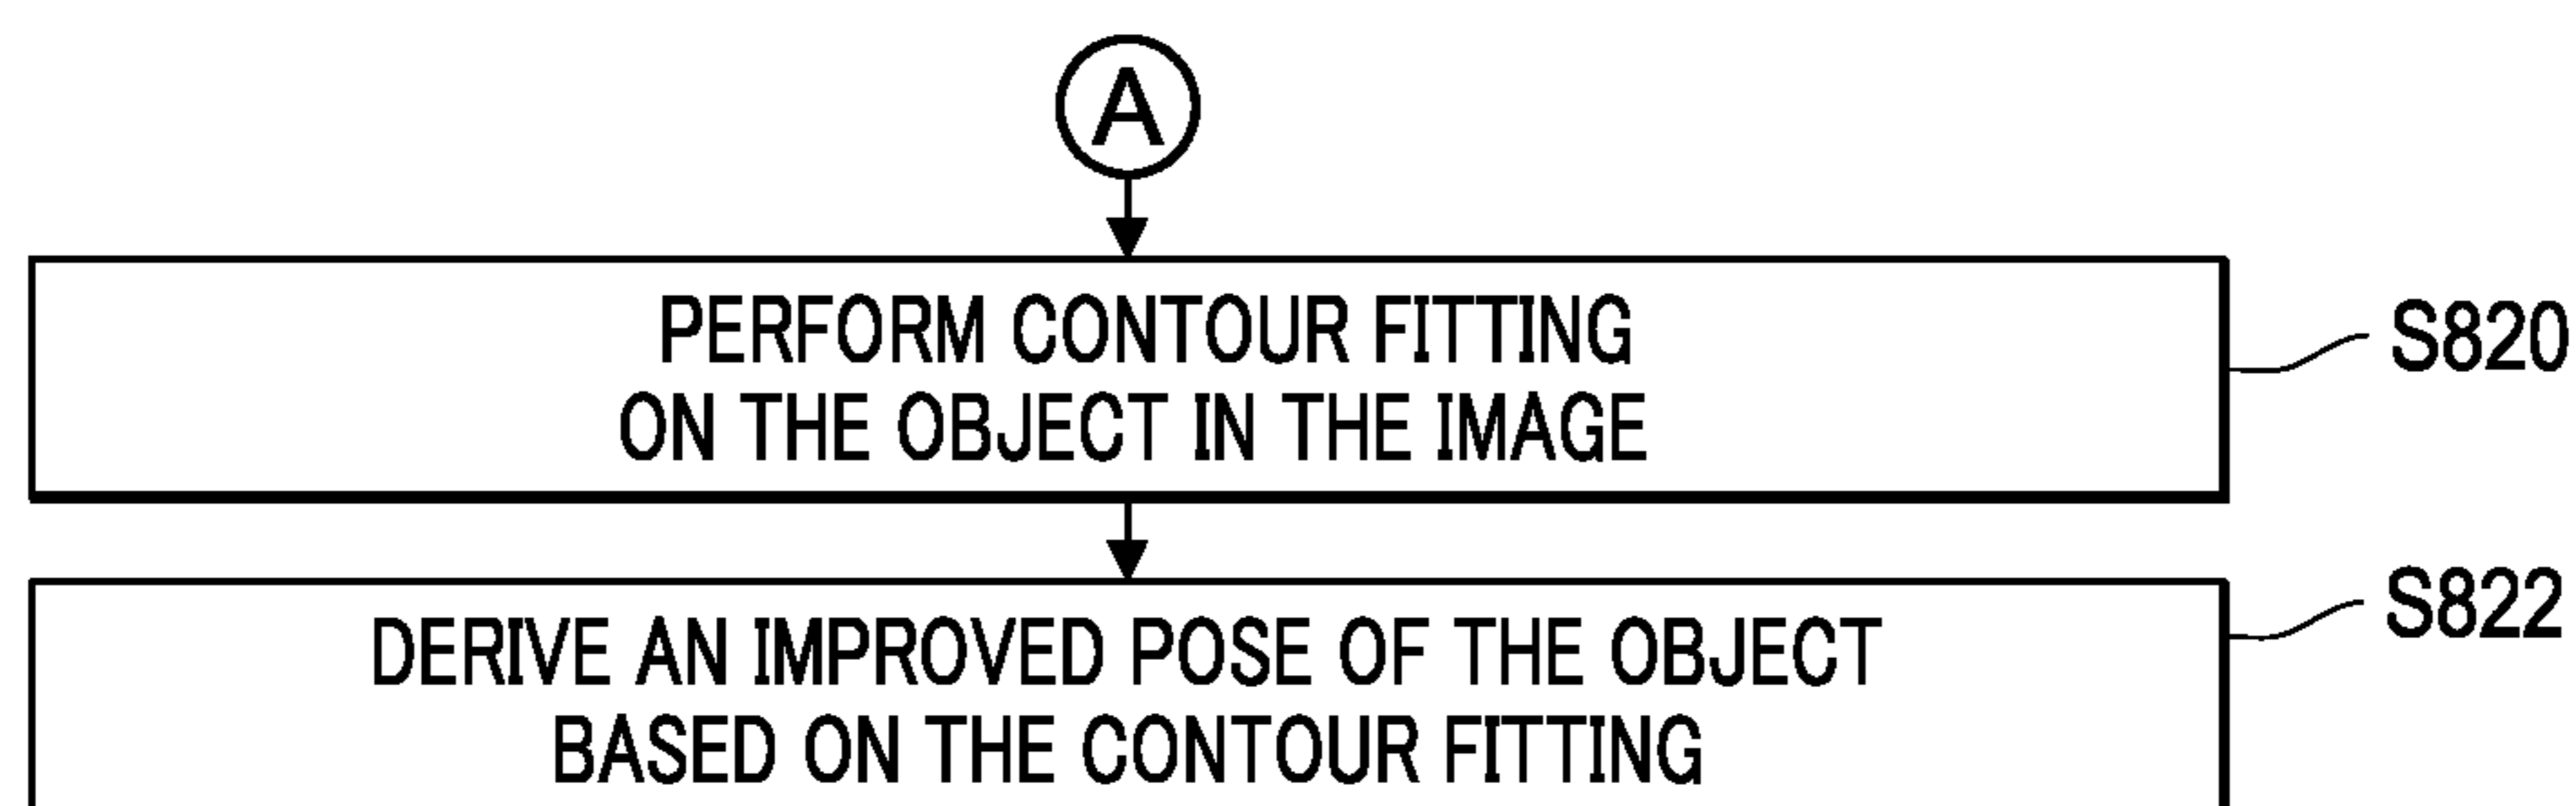 A
PERFORM CONTOUR FITTING
ON THE OBJECT IN THE IMAGE
S820
DERIVE AN IMPROVED POSE OF THE OBJECT
BASED ON THE CONTOUR FITTING
S822